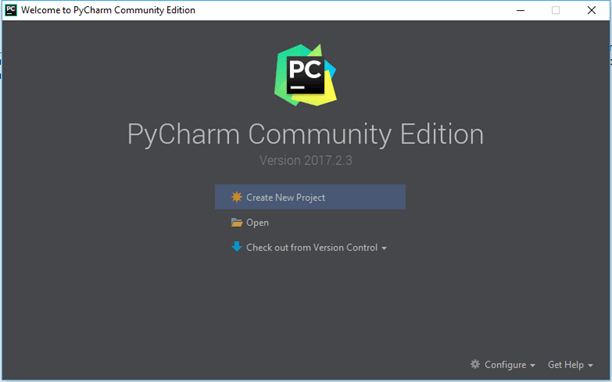 Welcome to PyCharm Community Edition
PC
PyCharm Community Edition
Version 2017.2.3
Create New Project
Open
Check out from Version Control
Configure
Get Help